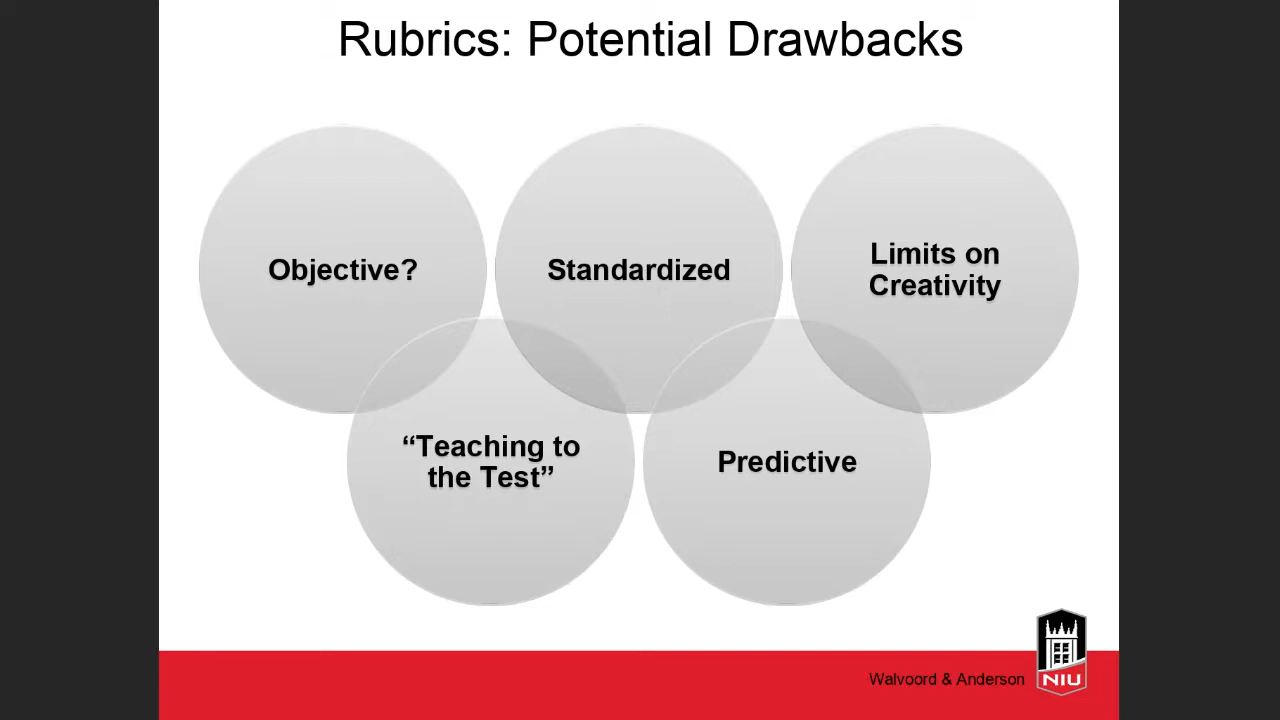 Rubrics: Potential Drawbacks
Objective?
Standardized
Limits on
Creativity
“Teaching to
the Test”
Predictive
Walvoord & Anderson
NIU